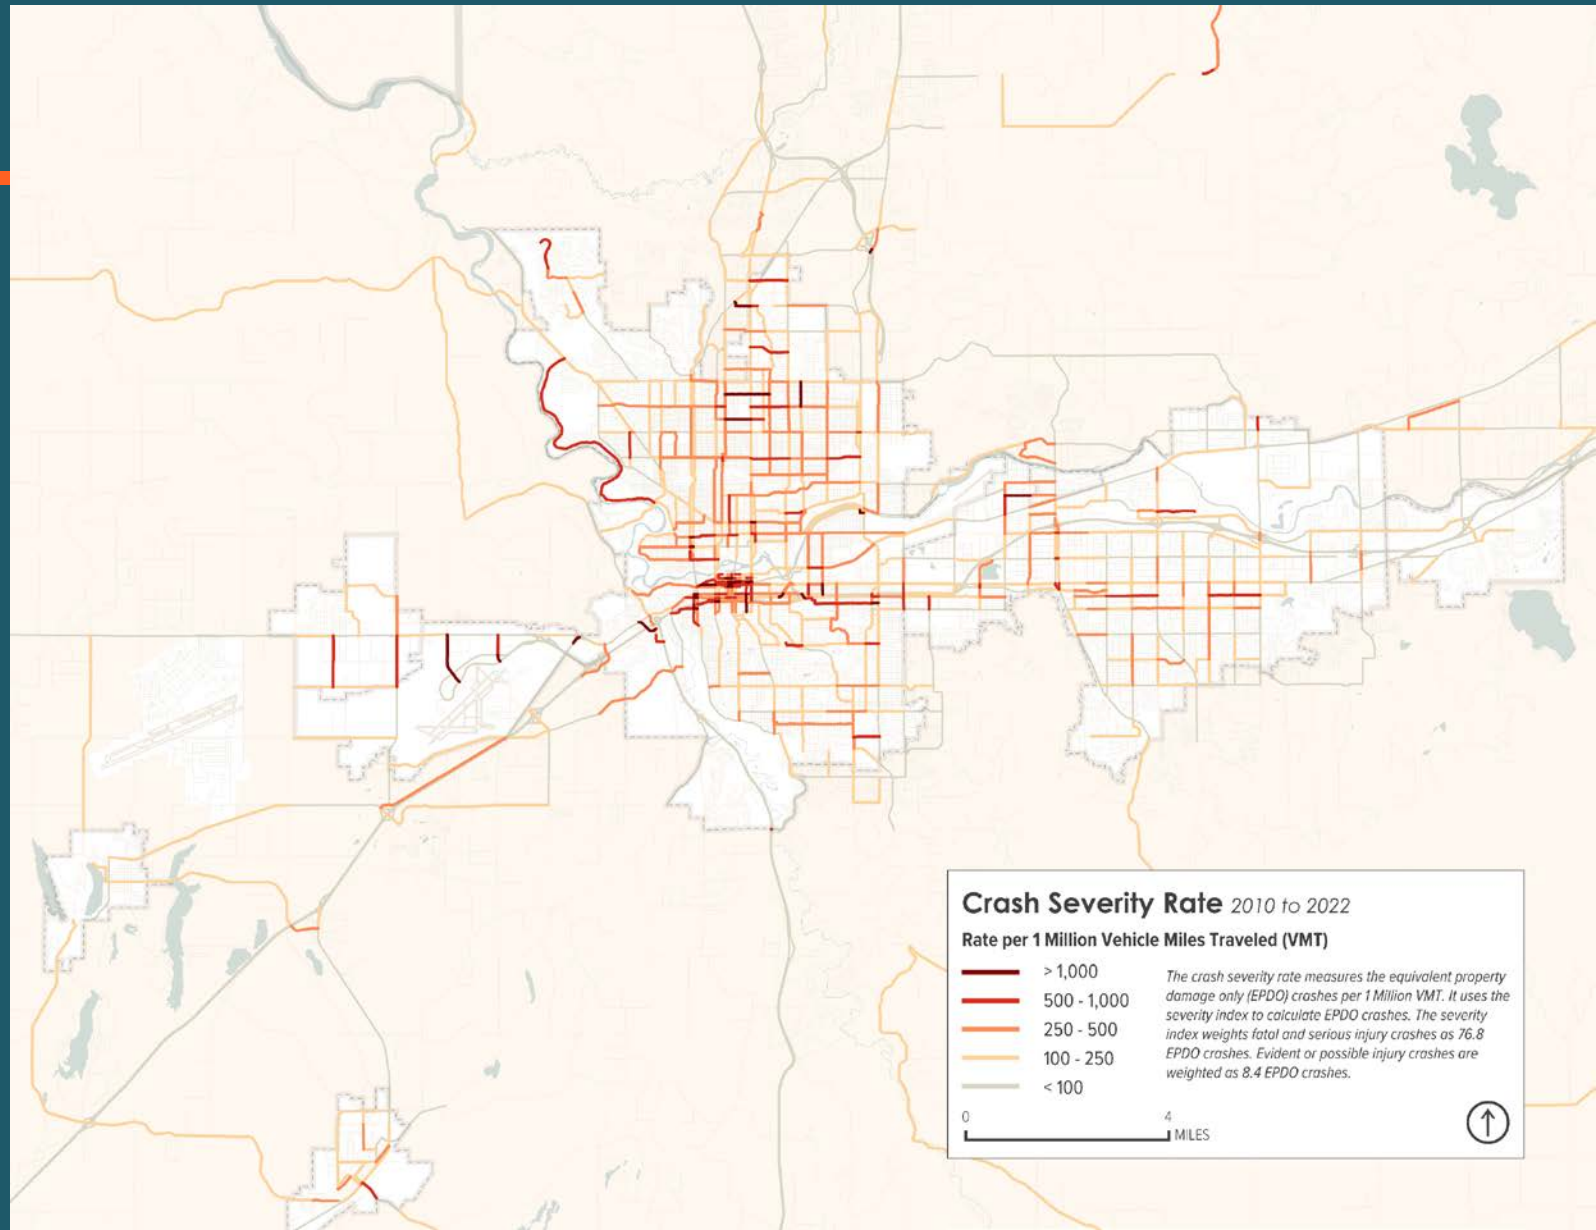 Crash Severity Rate 2010 to 2022
Rate per 1 Million Vehicle Miles Traveled (VMT)
> 1,000
500 - 1,000
250 - 500
100 - 250
< 100
The crash severity rate measures the equivalent property
damage only (EPDO) crashes per 1 Million VMT. It uses the
severity index to calculate EPDO crashes. The severity
index weights fatal and serious injury crashes as 76.8
EPDO crashes. Evident or possible injury crashes are
weighted as 8.4 EPDO crashes.
0 4
MILES